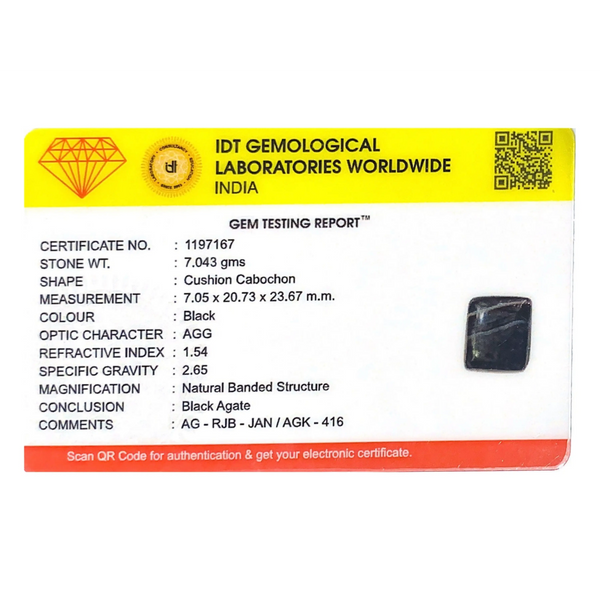 IDT GEMOLOGICAL
LABORATORIES WORLDWIDE
INDIA
GEM TESTING REPORT™
CERTIFICATE NO. : 1197167
STONE WT. : 7.043 gms
SHAPE : Cushion Cabochon
MEASUREMENT : 7.05 x 20.73 x 23.67 m.m.
COLOUR : Black
OPTIC CHARACTER : AGG
REFRACTIVE INDEX : 1.54
SPECIFIC GRAVITY : 2.65
MAGNIFICATION : Natural Banded Structure
CONCLUSION : Black Agate
COMMENTS : AG - RJB - JAN / AGK - 416
Scan QR Code for authentication & get your electronic certificate.